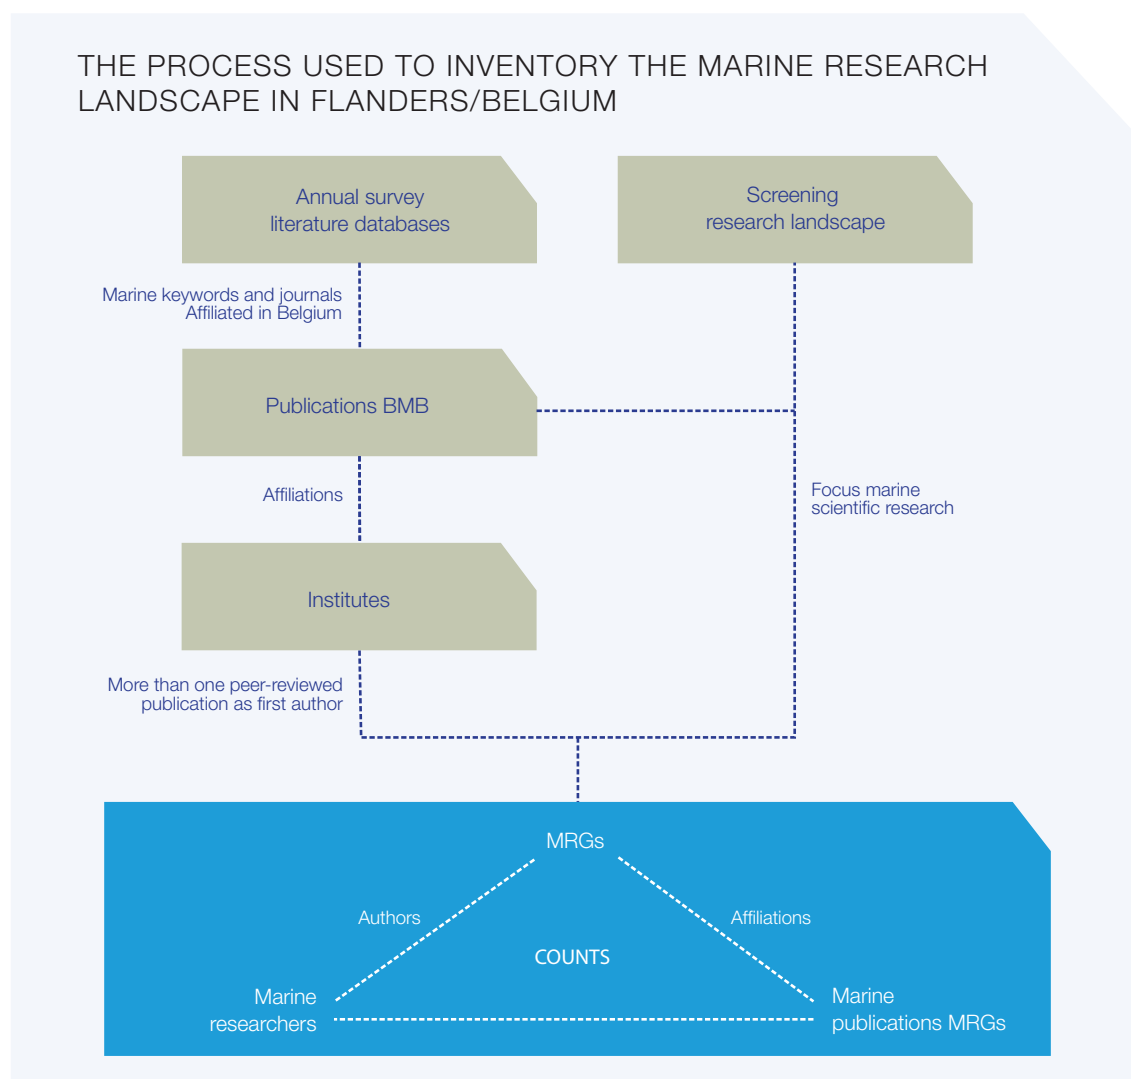 THE PROCESS USED TO INVENTORY THE MARINE RESEARCH
LANDSCAPE IN FLANDERS/BELGIUM
Annual survey
literature databases
Screening
research landscape
Marine keywords and journals
Affiliated in Belgium
Publications BMB
Affiliations
Focus marine
scientific research
Institutes
More than one peer-reviewed
publication as first author
MRGs
Authors
Affiliations
COUNTS
Marine
researchers
Marine
publications MRGs